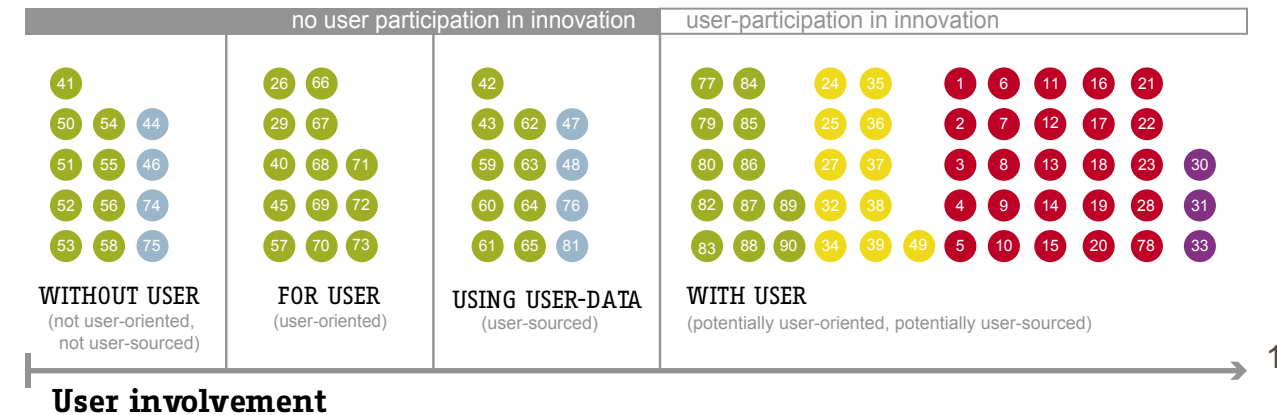 no user participation in innovation user-participation in innovation
41 26 66 42 77 84 24 35 1 6 11 16 21
50 54 44 29 67 43 62 47 79 85 25 36 2 7 12 17 22
51 55 46 40 68 71 59 63 48 80 86 27 37 3 8 13 18 23 30
52 56 74 45 69 72 60 64 76 82 87 89 32 38 4 9 14 19 28 31
53 58 75 57 70 73 61 65 81 83 88 90 34 39 49 5 10 15 20 78 33
WITHOUT USER FOR USER USING USER-DATA WITH USER
(not user-oriented, (user-oriented) (user-sourced) (potentially user-oriented, potentially user-sourced)
not user-sourced)
1
User involvement